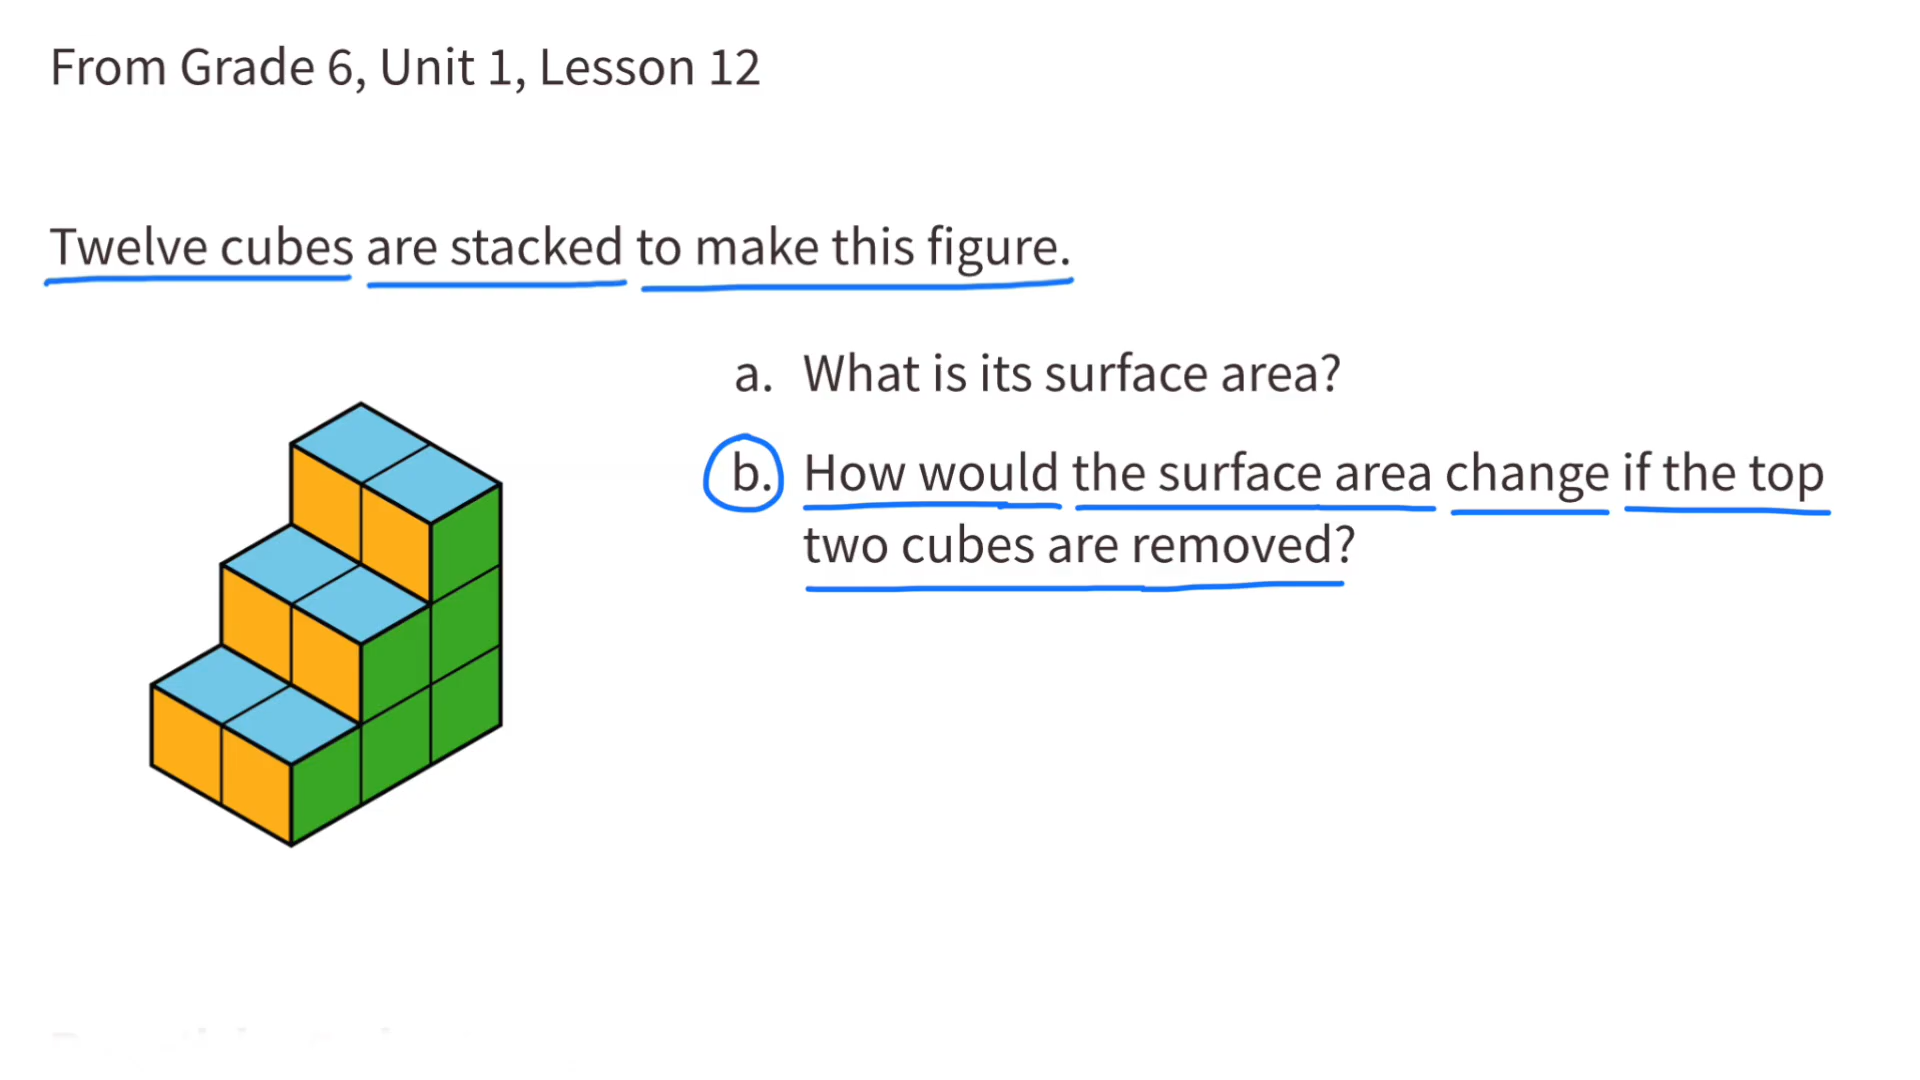 From Grade 6, Unit 1, Lesson 12
Twelve cubes are stacked to make this figure.
a. What is its surface area?
b. How would the surface area change if the top
two cubes are removed?